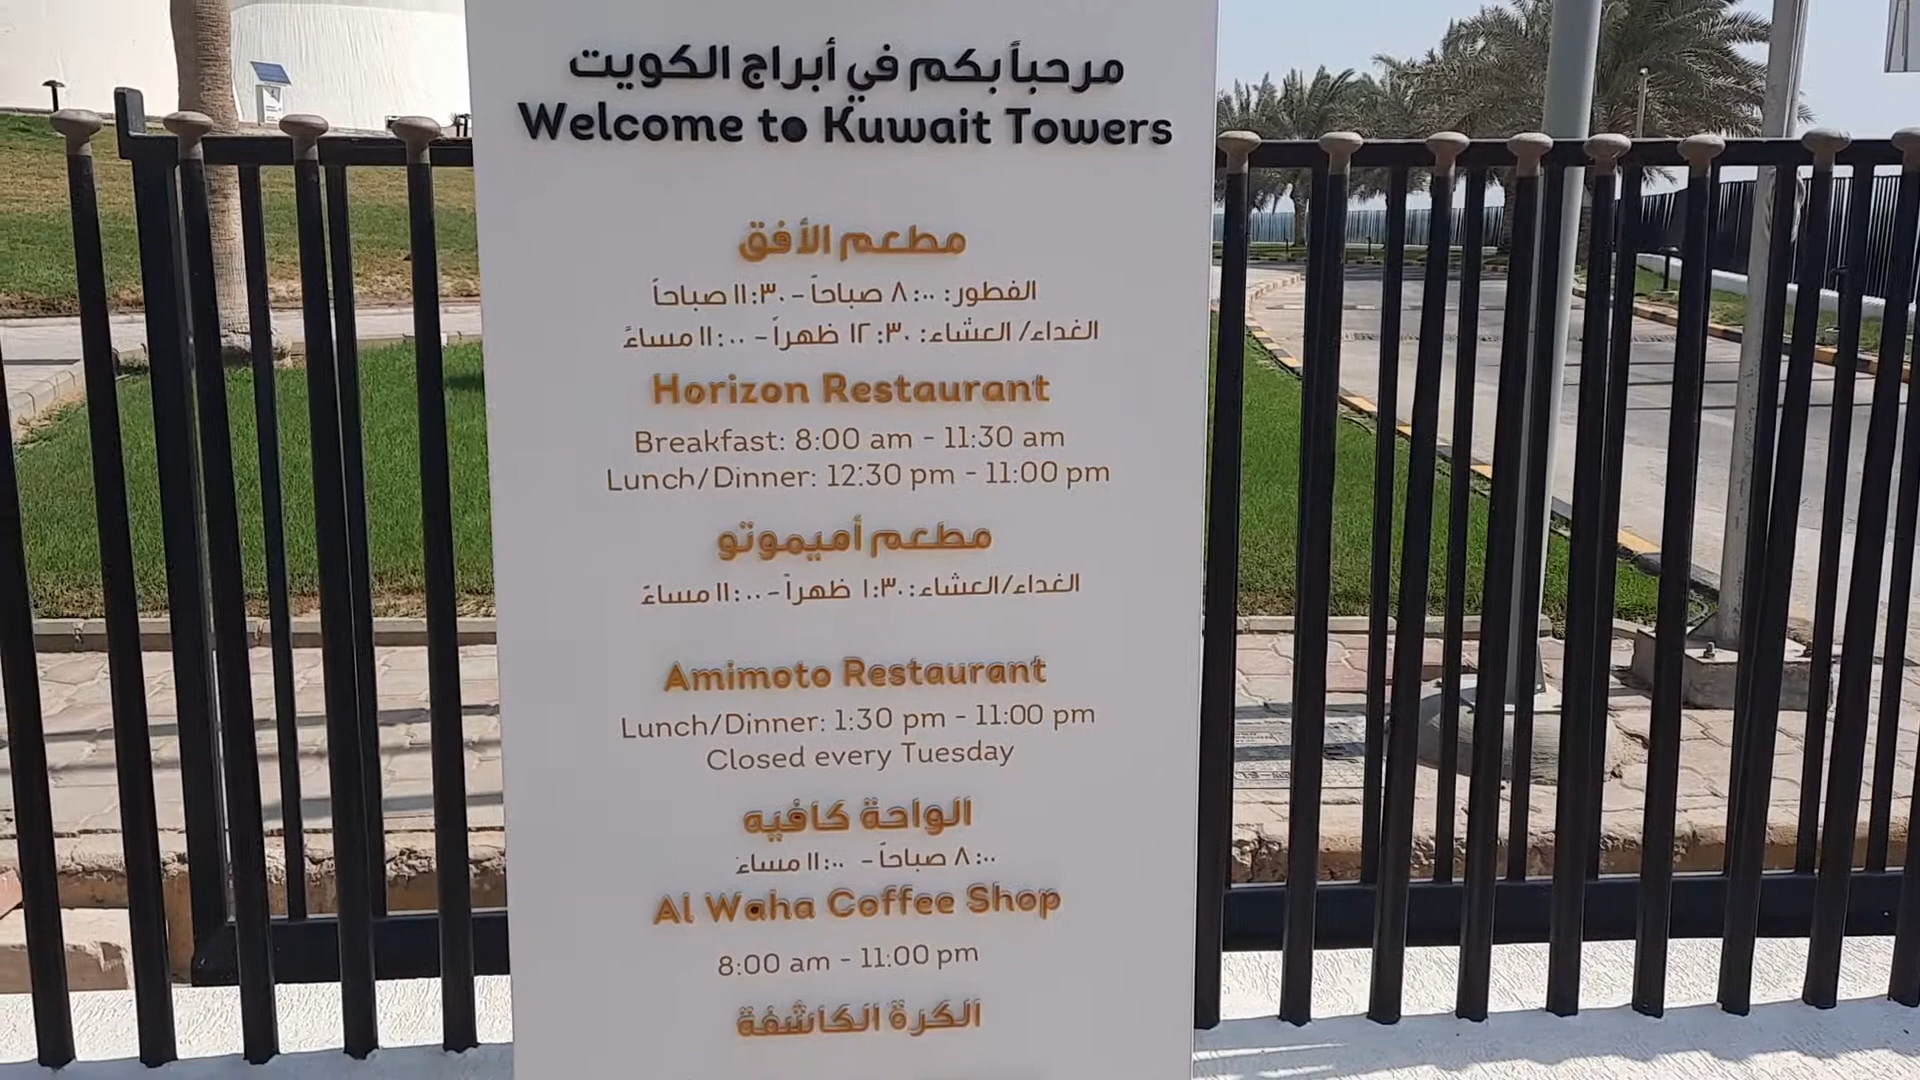 مرحباً بكم في أبراج الكويت
Welcome to Kuwait Towers
مطعم الأفق
الفطور: ٨:٠٠ صباحاً - ١١:٣٠ صباحاً
الغداء/ العشاء: ١٢:٣٠ ظهراً - ١١:٠٠ مساءً
Horizon Restaurant
Breakfast: 8:00 am - 11:30 am
Lunch/Dinner: 12:30 pm - 11:00 pm
مطعم أميموتو
الغداء/العشاء: ١:٣٠ ظهراً - ١١:٠٠ مساءً
Amimoto Restaurant
Lunch/Dinner: 1:30 pm - 11:00 pm
Closed every Tuesday
الواحة كافيه
٨:٠٠ صباحاً - ١١:٠٠ مساءً
Al Waha Coffee Shop
8:00 am - 11:00 pm
الكرة الكاشفة